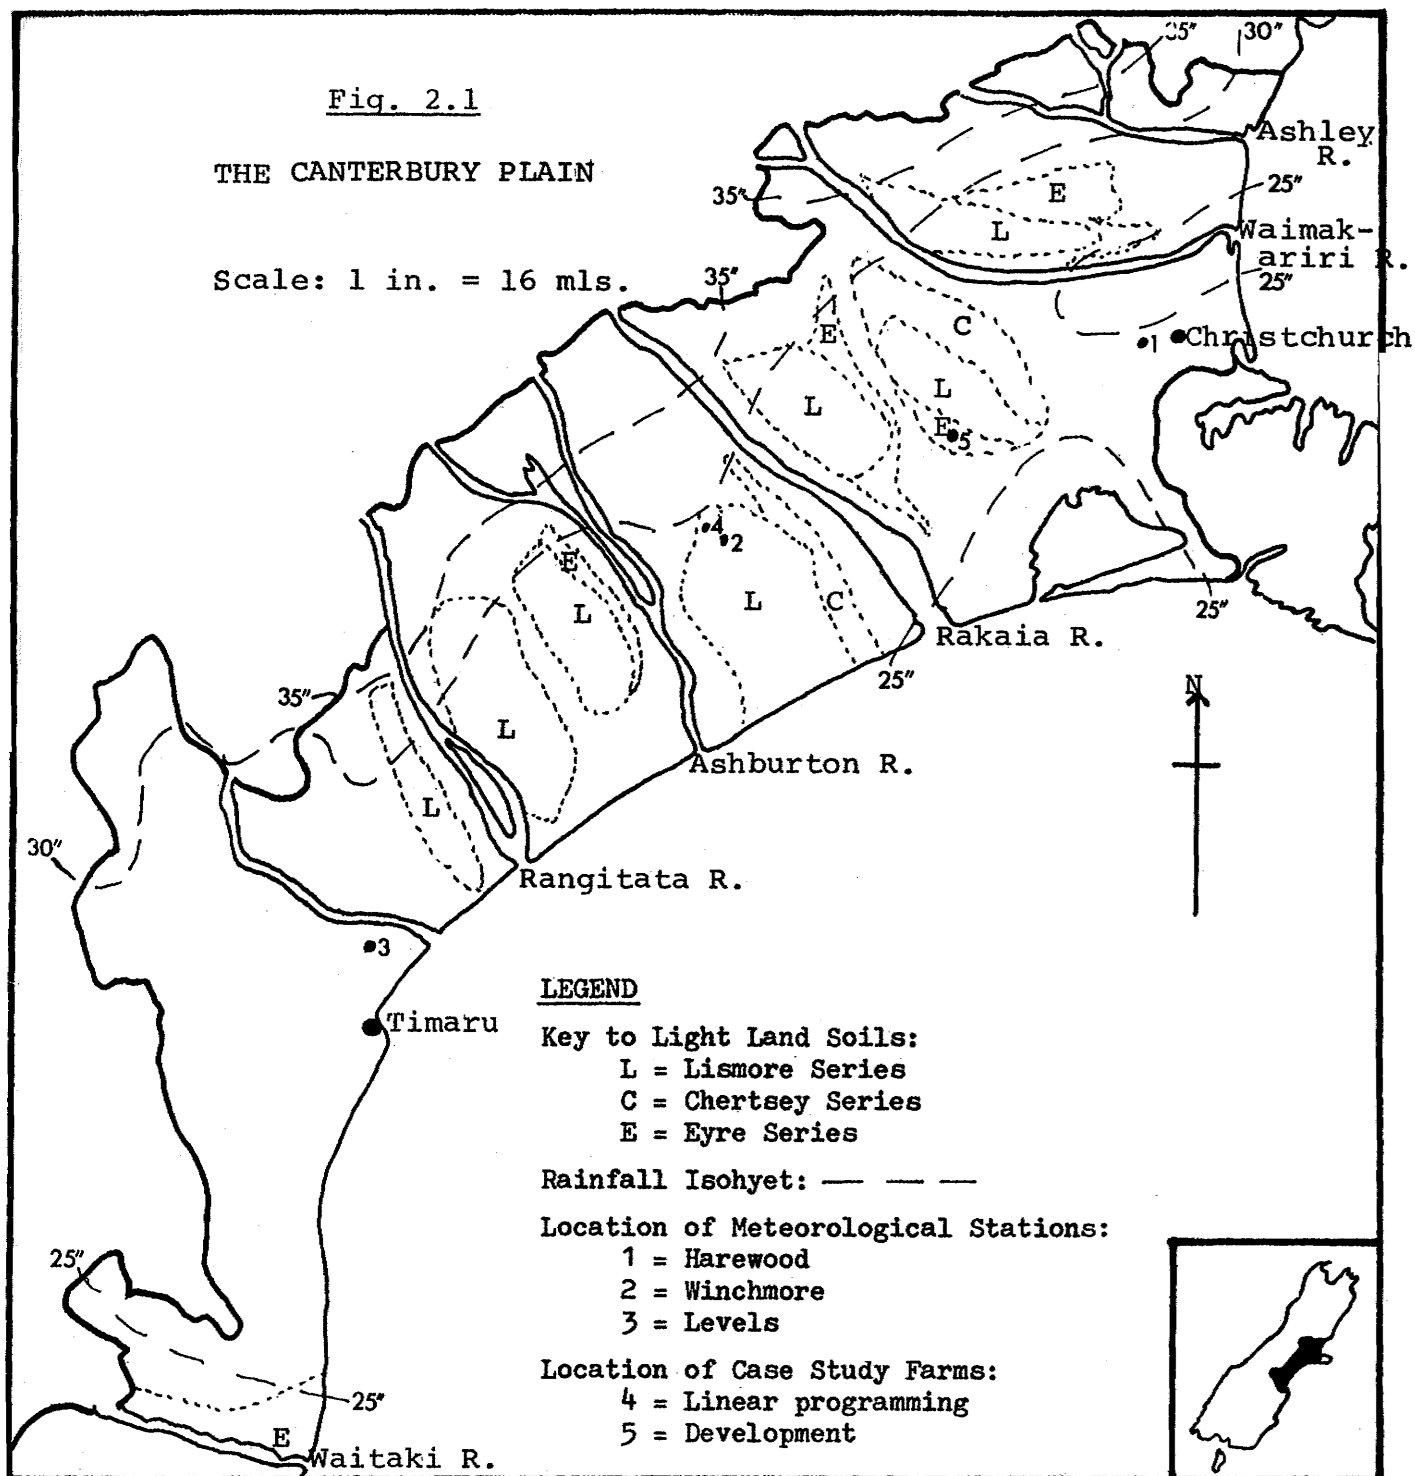 Fig. 2.1
THE CANTERBURY PLAIN
Scale: 1 in. = 16 mls.
35"
30"
Ashley
R.
35"
E
25"
L
Waimak-
ariri R.
25"
35"
C
E
1
Christchurch
L
L
E
5
4
2
E
L
L
C
25"
Rakaia R.
25"
N
35"
L
Ashburton R.
L
30"
Rangitata R.
3
Timaru
LEGEND
Key to Light Land Soils:
L = Lismore Series
C = Chertsey Series
E = Eyre Series
Rainfall Isohyet:
Location of Meteorological Stations:
1 = Harewood
2 = Winchmore
3 = Levels
Location of Case Study Farms:
4 = Linear programming
5 = Development
25"
25"
E
Waitaki R.